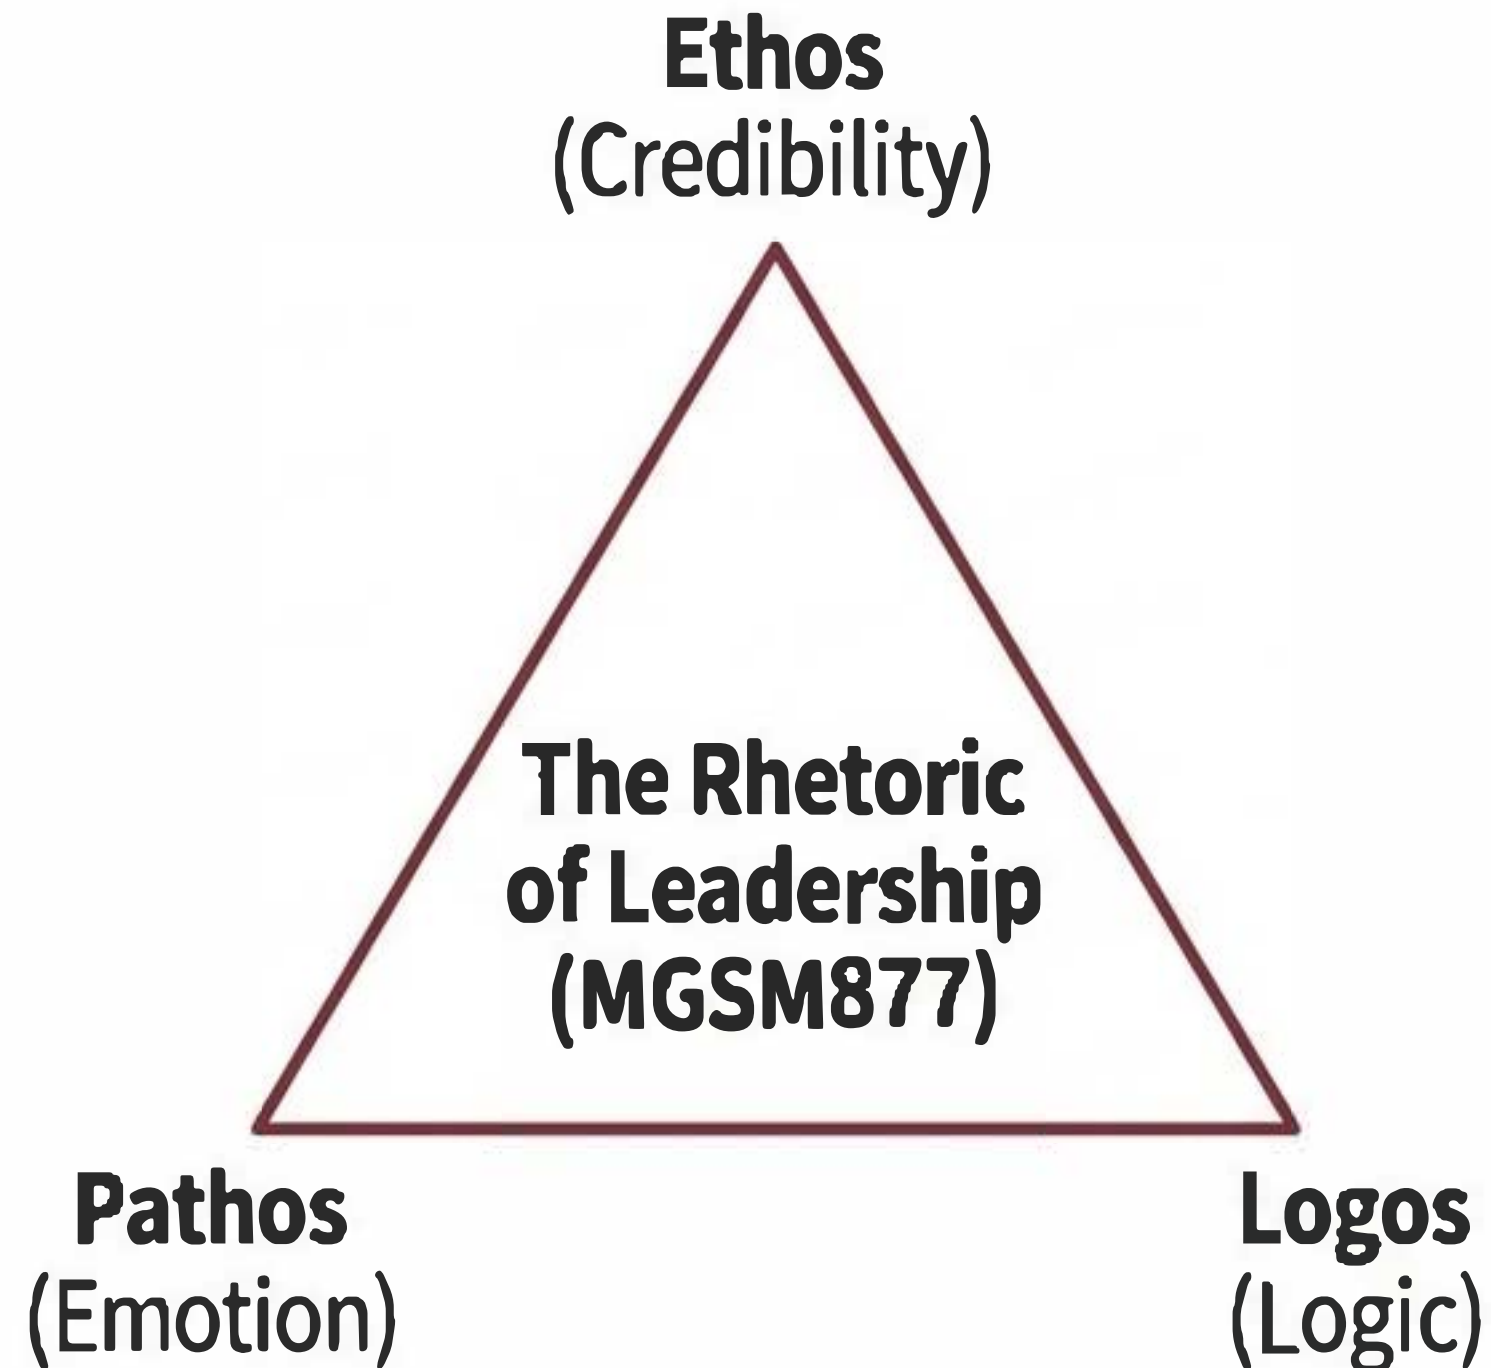 Ethos
(Credibility)
The Rhetoric
of Leadership
(MGSM877)
Pathos
(Emotion)
Logos
(Logic)